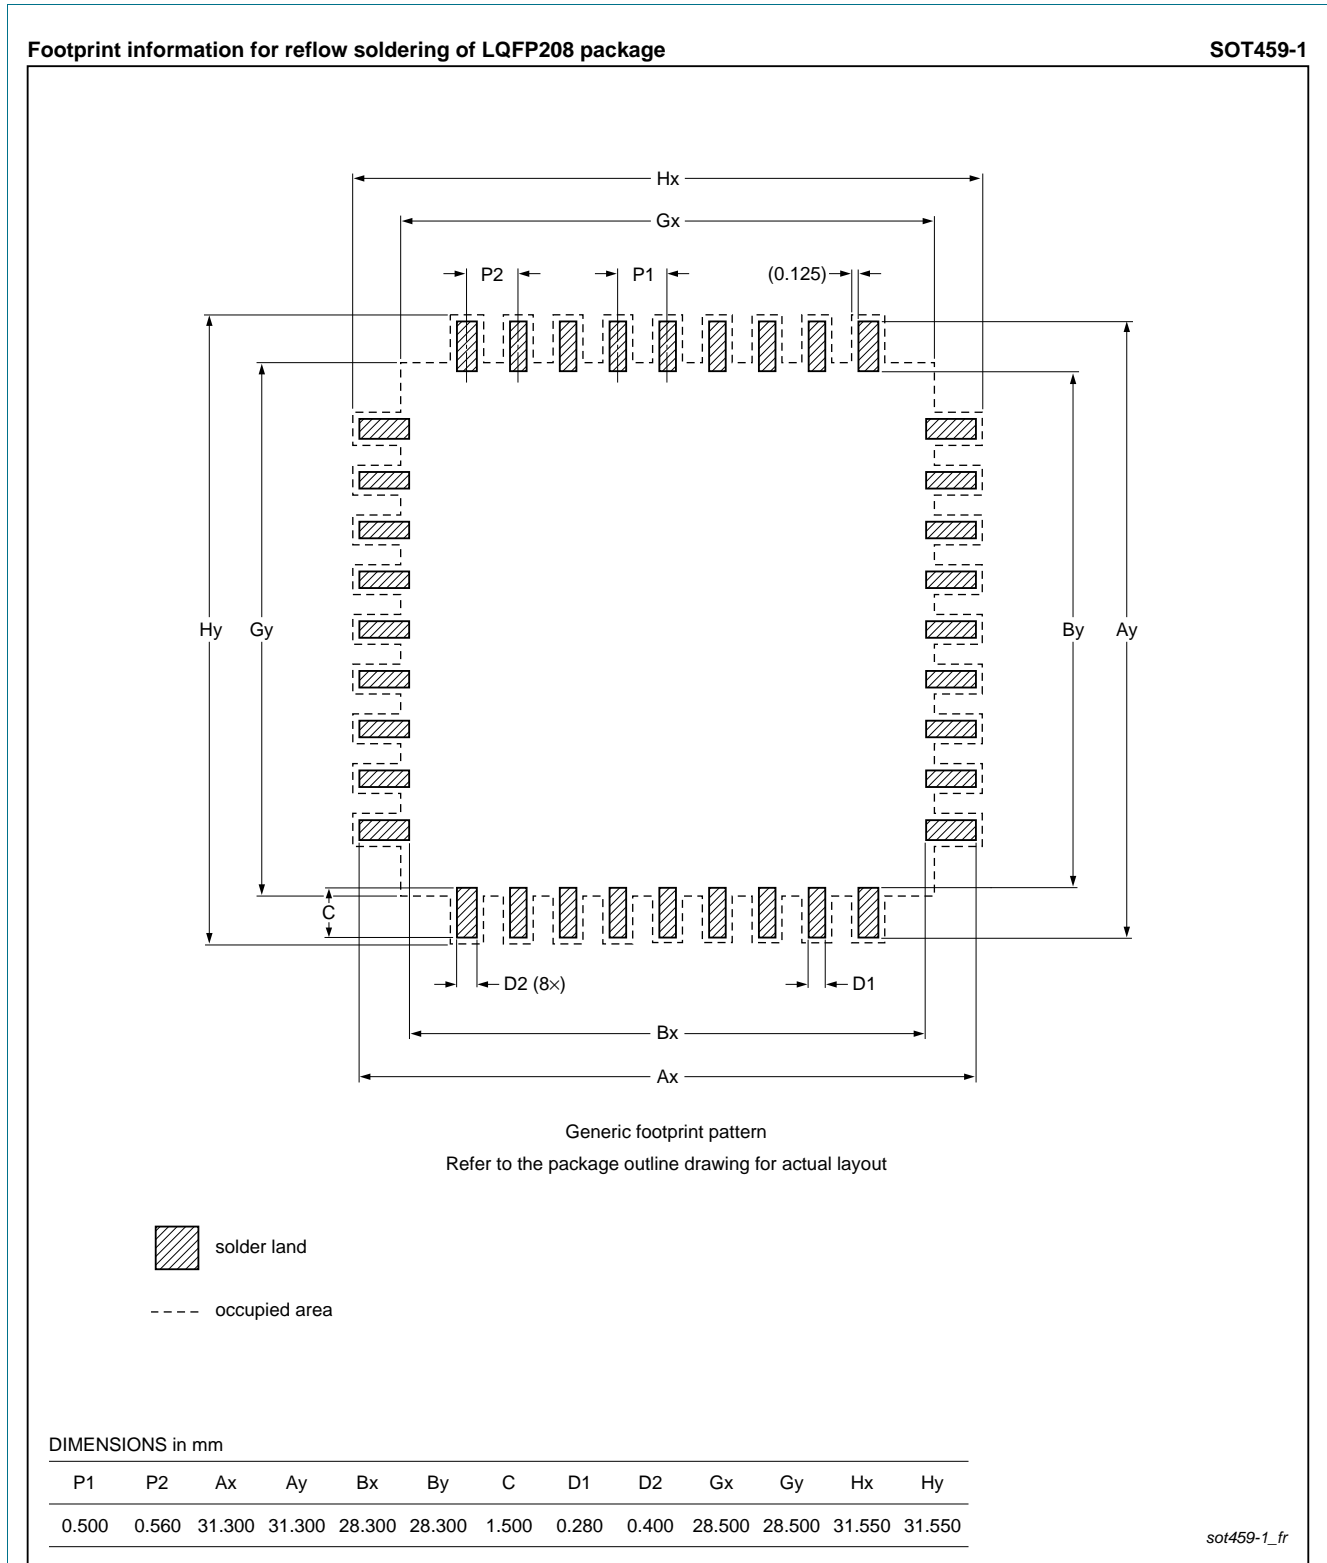 Footprint information for reflow soldering of LQFP208 package SOT459-1
Hx
Gx
P2 P1 (0.125)
Hy Gy By Ay
C
D2 (8×) D1
Bx
Ax
Generic footprint pattern
Refer to the package outline drawing for actual layout
solder land
occupied area
DIMENSIONS in mm
P1 P2 Ax Ay Bx By C D1 D2 Gx Gy Hx Hy
0.500 0.560 31.300 31.300 28.300 28.300 1.500 0.280 0.400 28.500 28.500 31.550 31.550
sot459-1_fr